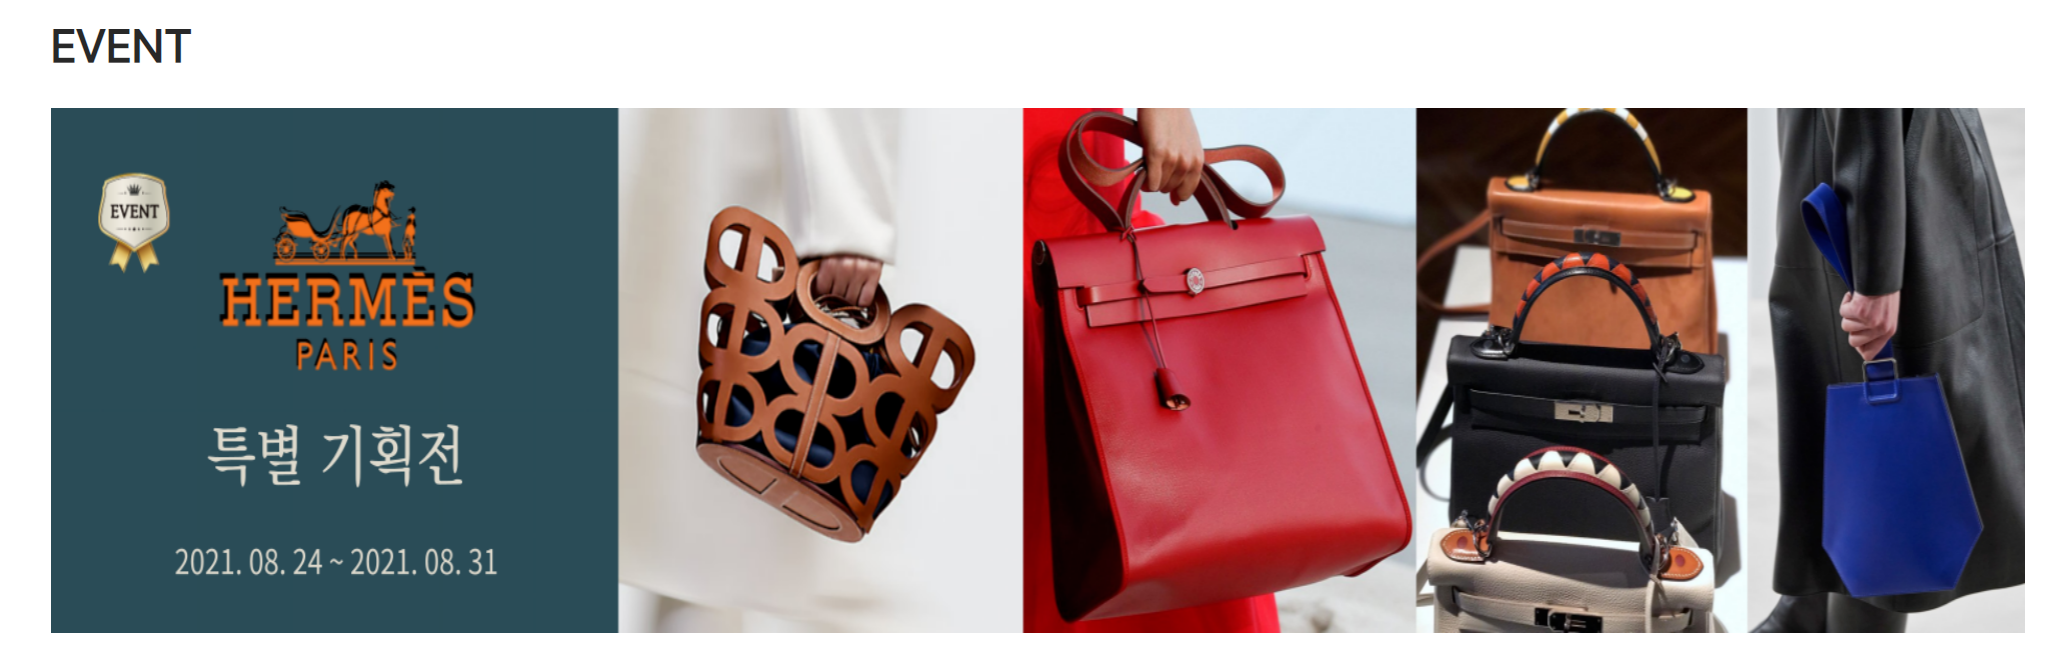 EVENT
EVENT
HERMÈS
PARIS
특별 기획전
2021. 08. 24 ~ 2021. 08. 31